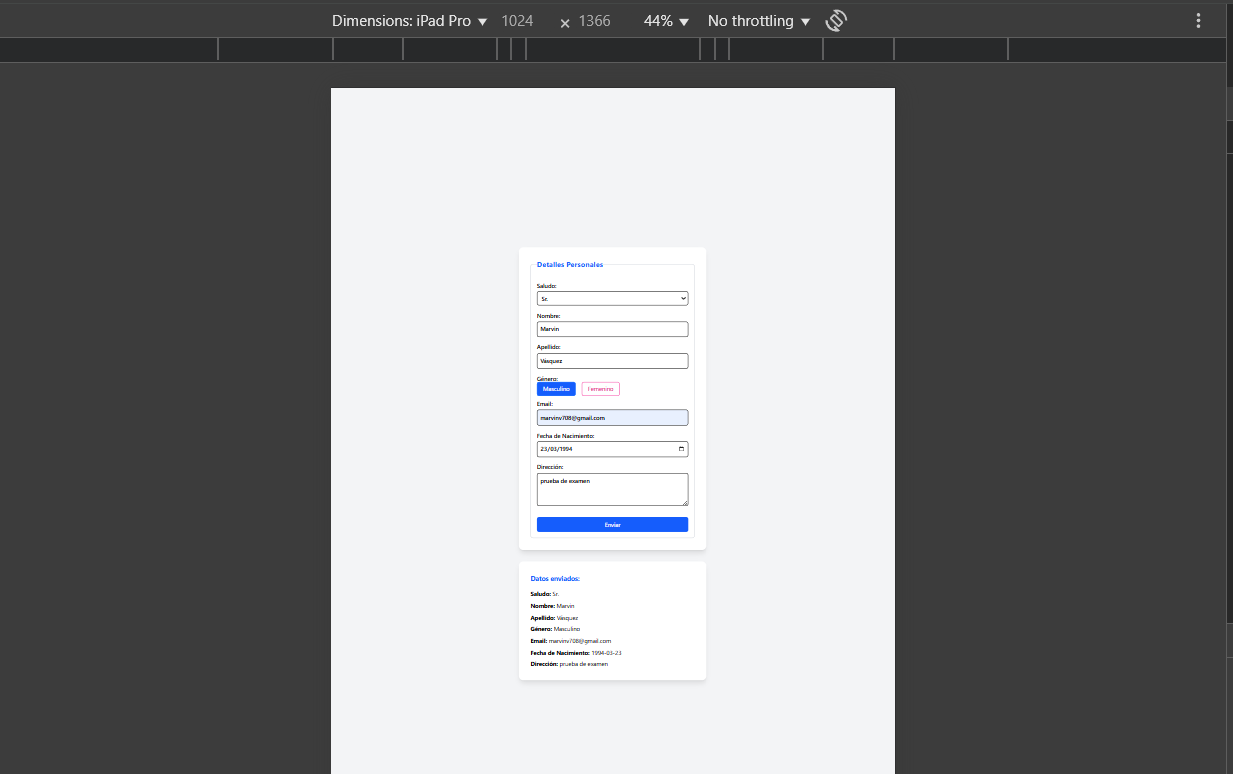 Dimensions: iPad Pro ▼ 1024 × 1366 44% ▼ No throttling ▼
Detalles Personales
Saludo:
Sr.
Nombre:
Marvin
Apellido:
Vásquez
Género:
Masculino Femenino
Email:
marvinv708@gmail.com
Fecha de Nacimiento:
23/03/1994
Dirección:
prueba de examen
Enviar
Datos enviados:
Saludo: Sr.
Nombre: Marvin
Apellido: Vásquez
Género: Masculino
Email: marvinv708@gmail.com
Fecha de Nacimiento: 1994-03-23
Dirección: prueba de examen